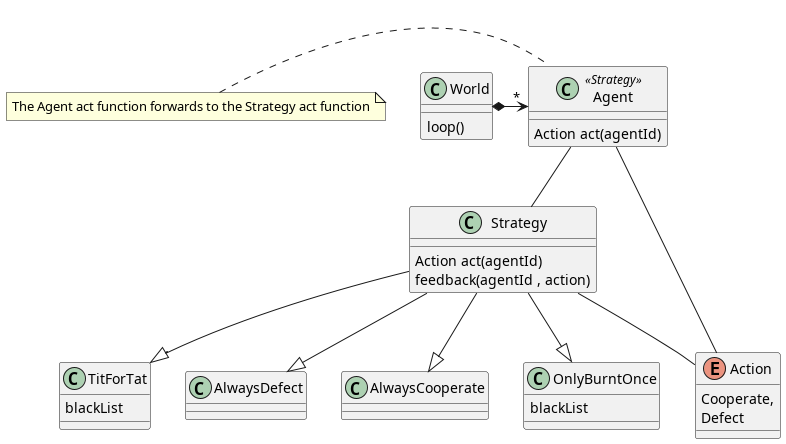 The Agent act function forwards to the Strategy act function
C World
loop()
*
C «Strategy»
Agent
Action act(agentId)
C Strategy
Action act(agentId)
feedback(agentId , action)
C TitForTat
blackList
C AlwaysDefect
C AlwaysCooperate
C OnlyBurntOnce
blackList
E Action
Cooperate,
Defect